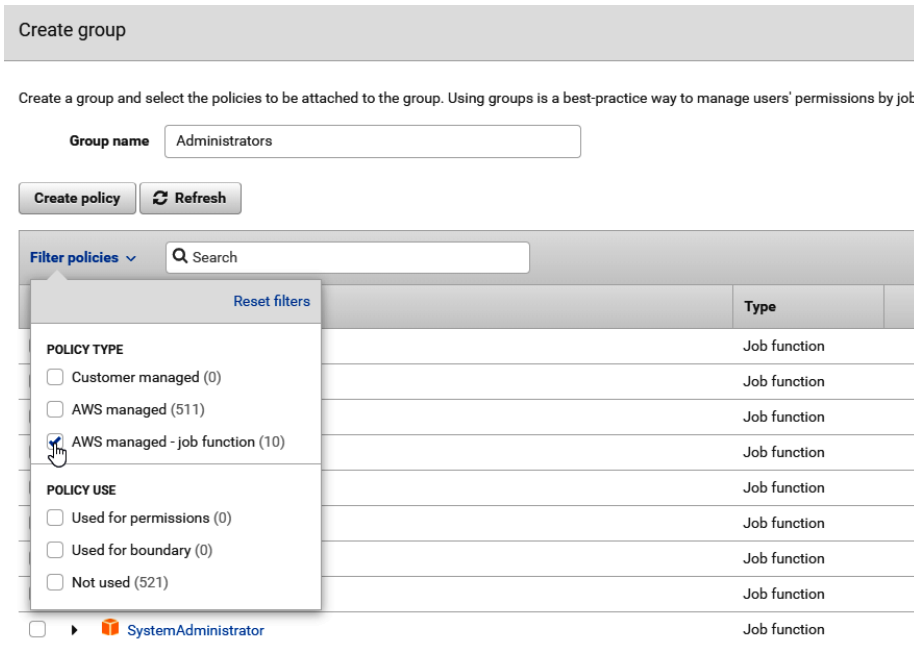 Create group
Create a group and select the policies to be attached to the group. Using groups is a best-practice way to manage users' permissions by job
Group name Administrators
Create policy Refresh
Filter policies Search
Reset filters
Type
POLICY TYPE
Job function
Customer managed (0)
Job function
AWS managed (511)
Job function
AWS managed - job function (10)
Job function
Job function
POLICY USE
Used for permissions (0)
Job function
Used for boundary (0)
Job function
Not used (521)
Job function
SystemAdministrator Job function